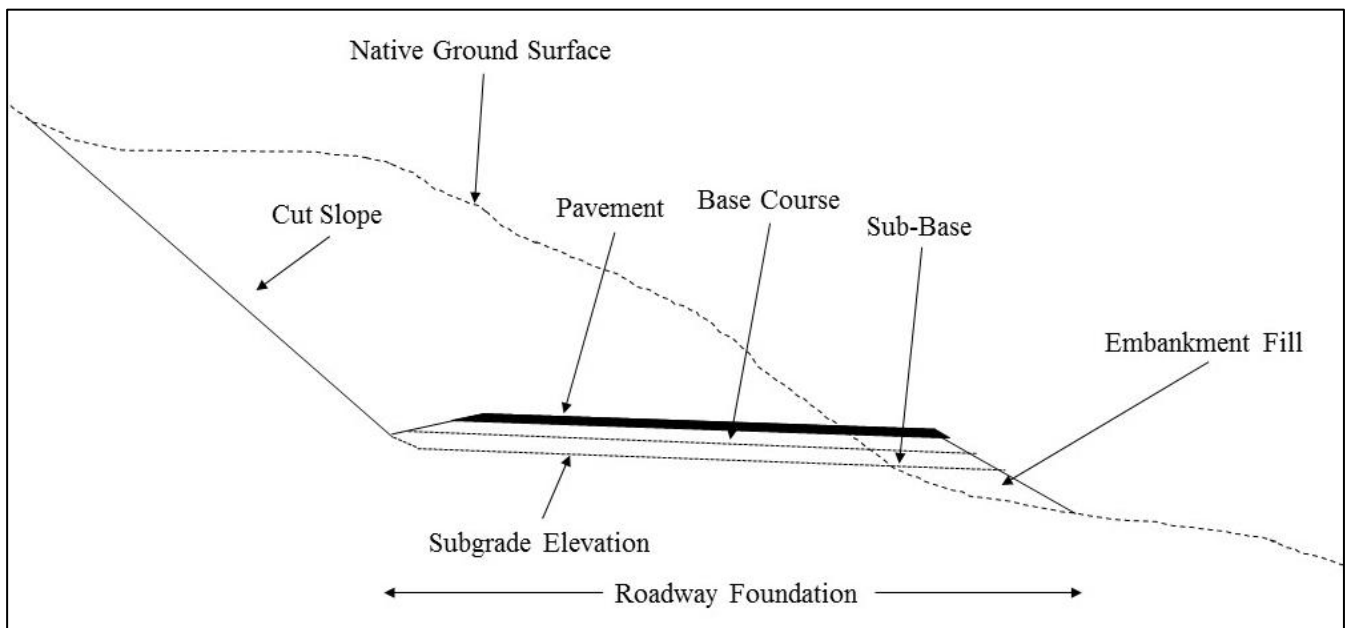 Native Ground Surface
Cut Slope
Pavement
Base Course
Sub-Base
Embankment Fill
Subgrade Elevation
Roadway Foundation